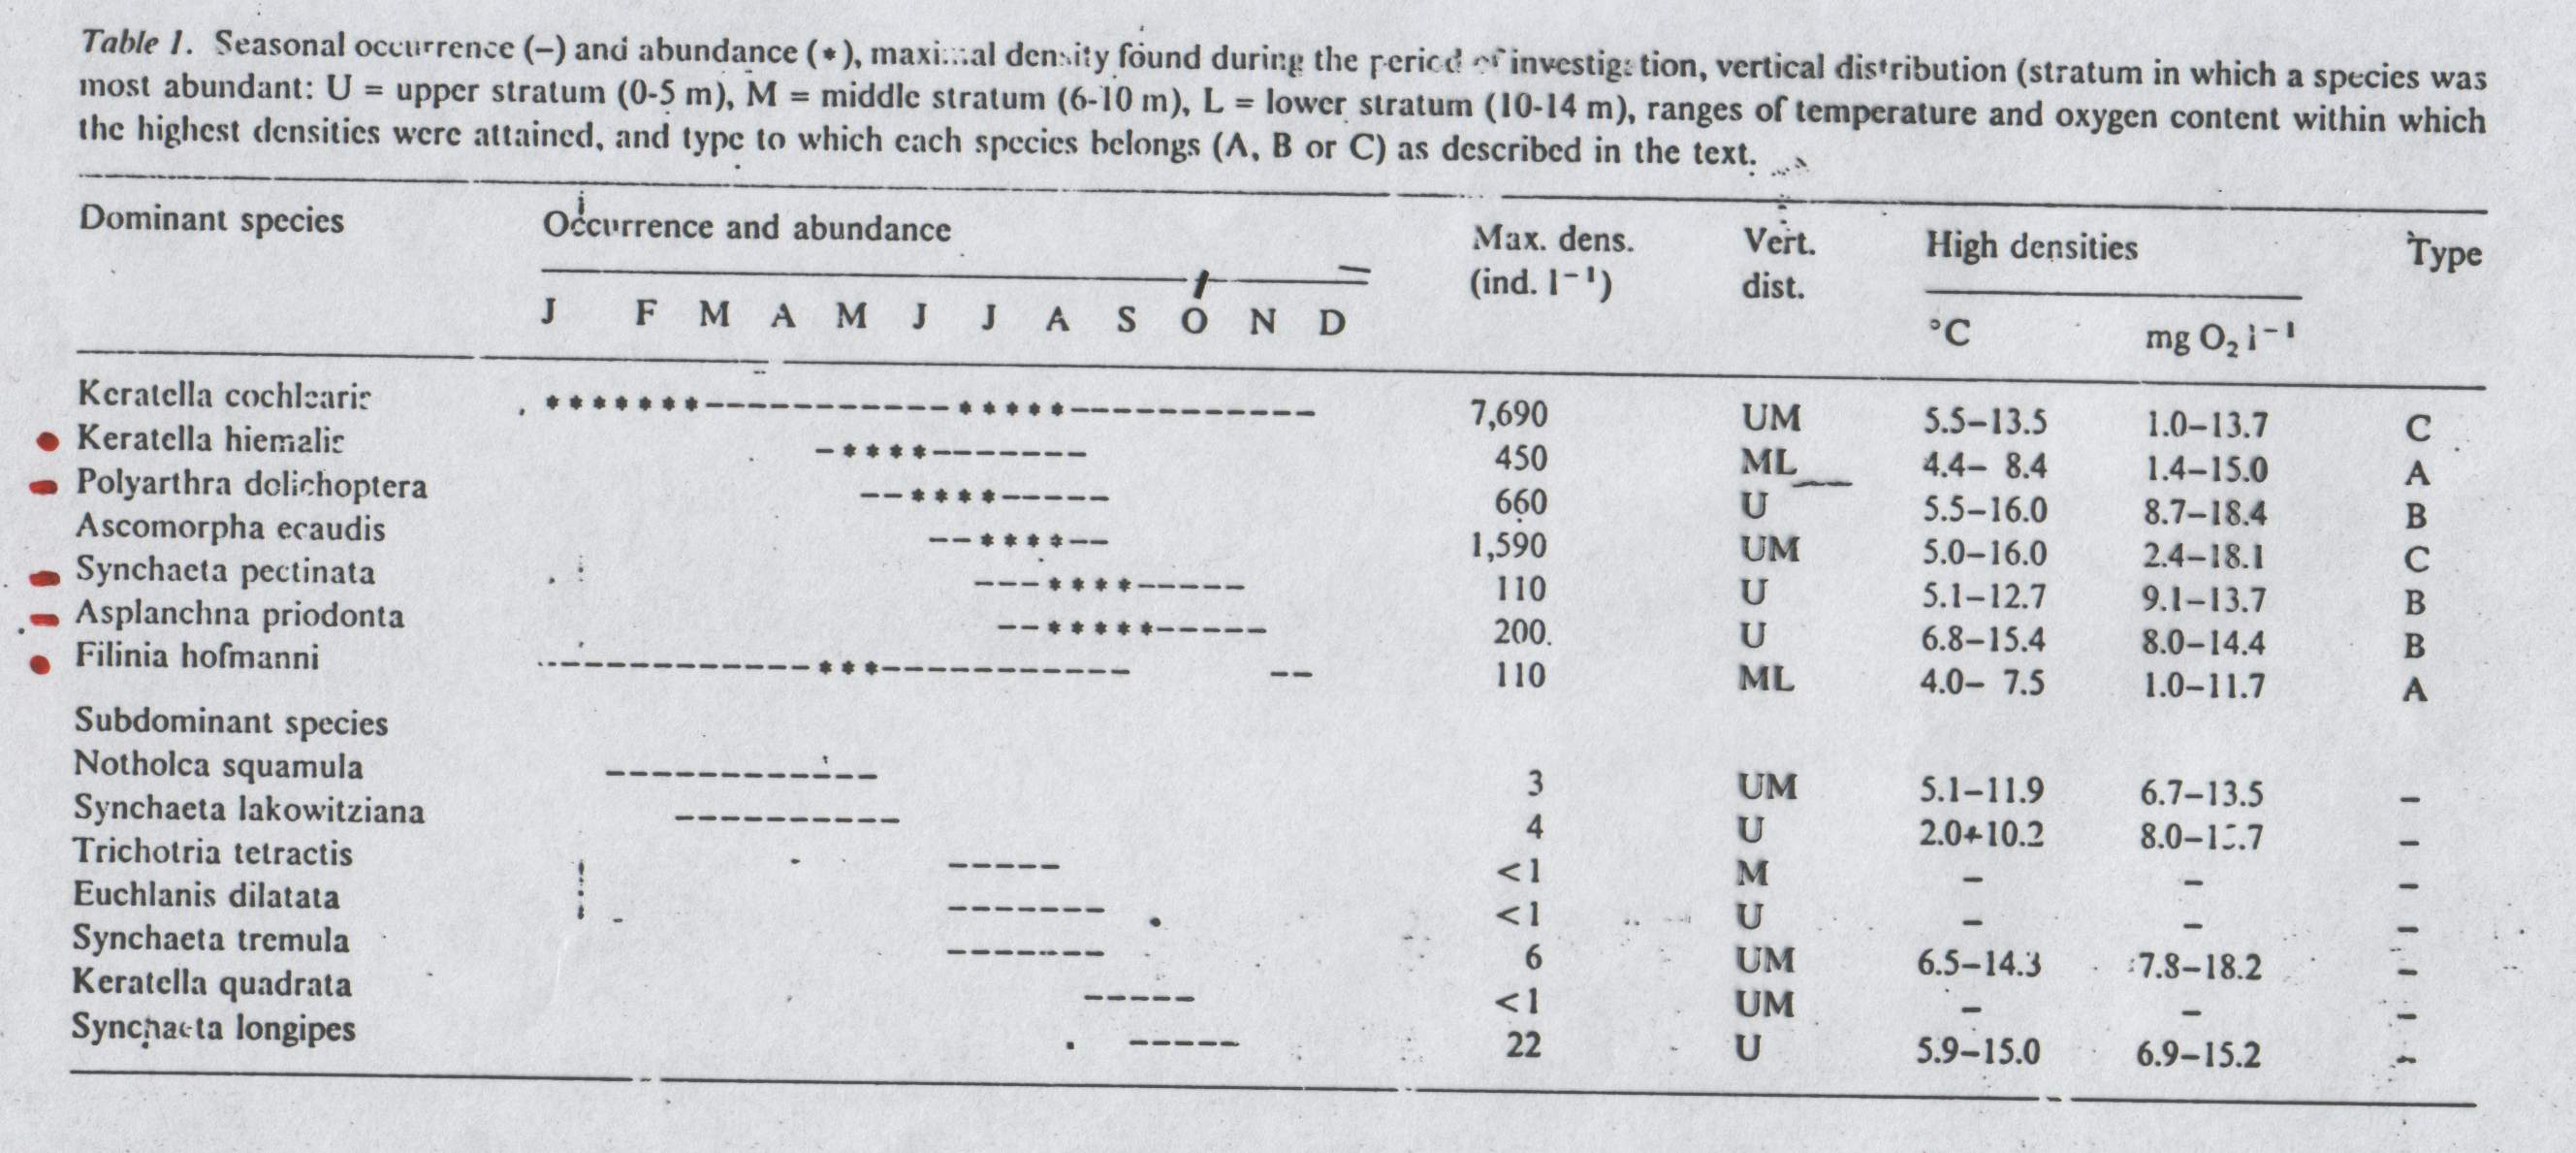 Table 1. Seasonal occurrence (–) and abundance (*), maximal density found during the period of investigation, vertical distribution (stratum in which a species was
most abundant: U = upper stratum (0-5 m), M = middle stratum (6-10 m), L = lower stratum (10-14 m), ranges of temperature and oxygen content within which
the highest densities were attained, and type to which each species belongs (A, B or C) as described in the text.
Dominant species Occurrence and abundance Max. dens. Vert. High densities Type
(ind. l⁻¹) dist.
J F M A M J J A S O N D °C mg O₂ l⁻¹
Keratella cochlearis *******-----------*****----------- 7,690 UM 5.5–13.5 1.0–13.7 C
Keratella hiemalis -****------- 450 ML 4.4– 8.4 1.4–15.0 A
Polyarthra dolichoptera --****----- 660 U 5.5–16.0 8.7–18.4 B
Ascomorpha ecaudis --****-- 1,590 UM 5.0–16.0 2.4–18.1 C
Synchaeta pectinata ---****----- 110 U 5.1–12.7 9.1–13.7 B
Asplanchna priodonta --*****----- 200. U 6.8–15.4 8.0–14.4 B
Filinia hofmanni ------------***----------- -- 110 ML 4.0– 7.5 1.0–11.7 A
Subdominant species
Notholca squamula ------------ 3 UM 5.1–11.9 6.7–13.5 –
Synchaeta lakowitziana ---------- 4 U 2.0–10.2 –
Trichotria tetractis ----- <1 M – – –
Euchlanis dilatata ------- <1 U – – –
Synchaeta tremula ------- 6 UM 6.5–14.3 7.8–18.2 –
Keratella quadrata ----- <1 UM – – –
Synchaeta longipes ----- 22 U 5.9–15.0 6.9–15.2 –